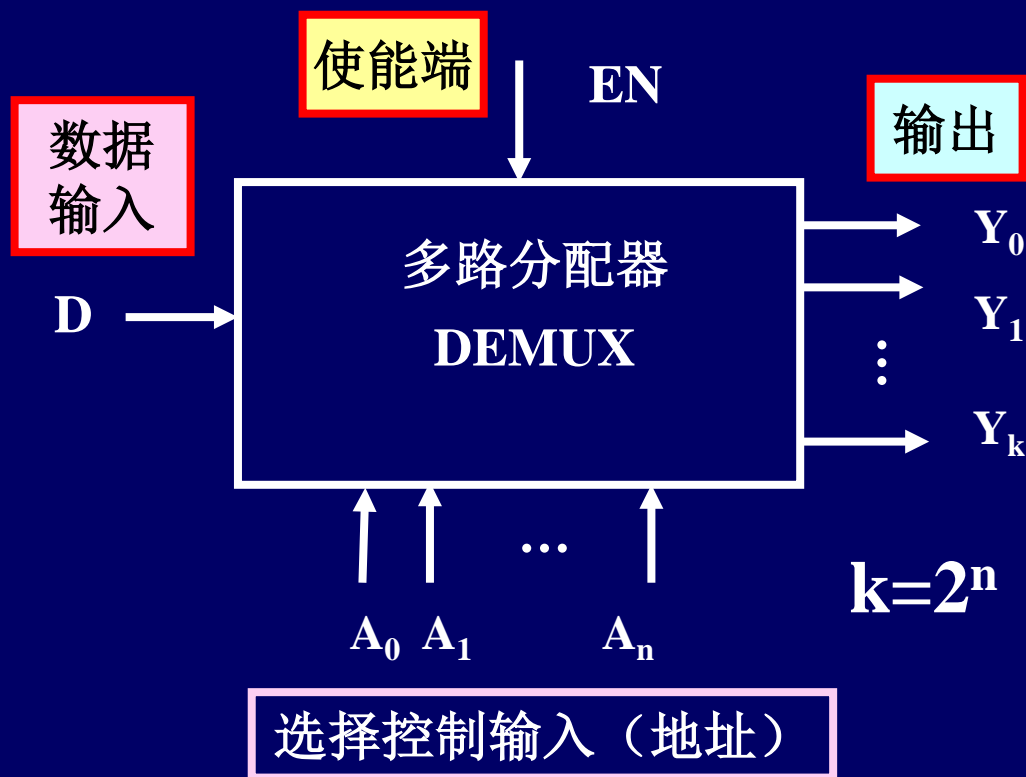 使能端
EN
数据
输入
输出
D
多路分配器
DEMUX
Y₀
Y₁
⋮
Yₖ
A₀ A₁ … Aₙ
k=2ⁿ
选择控制输入（地址）